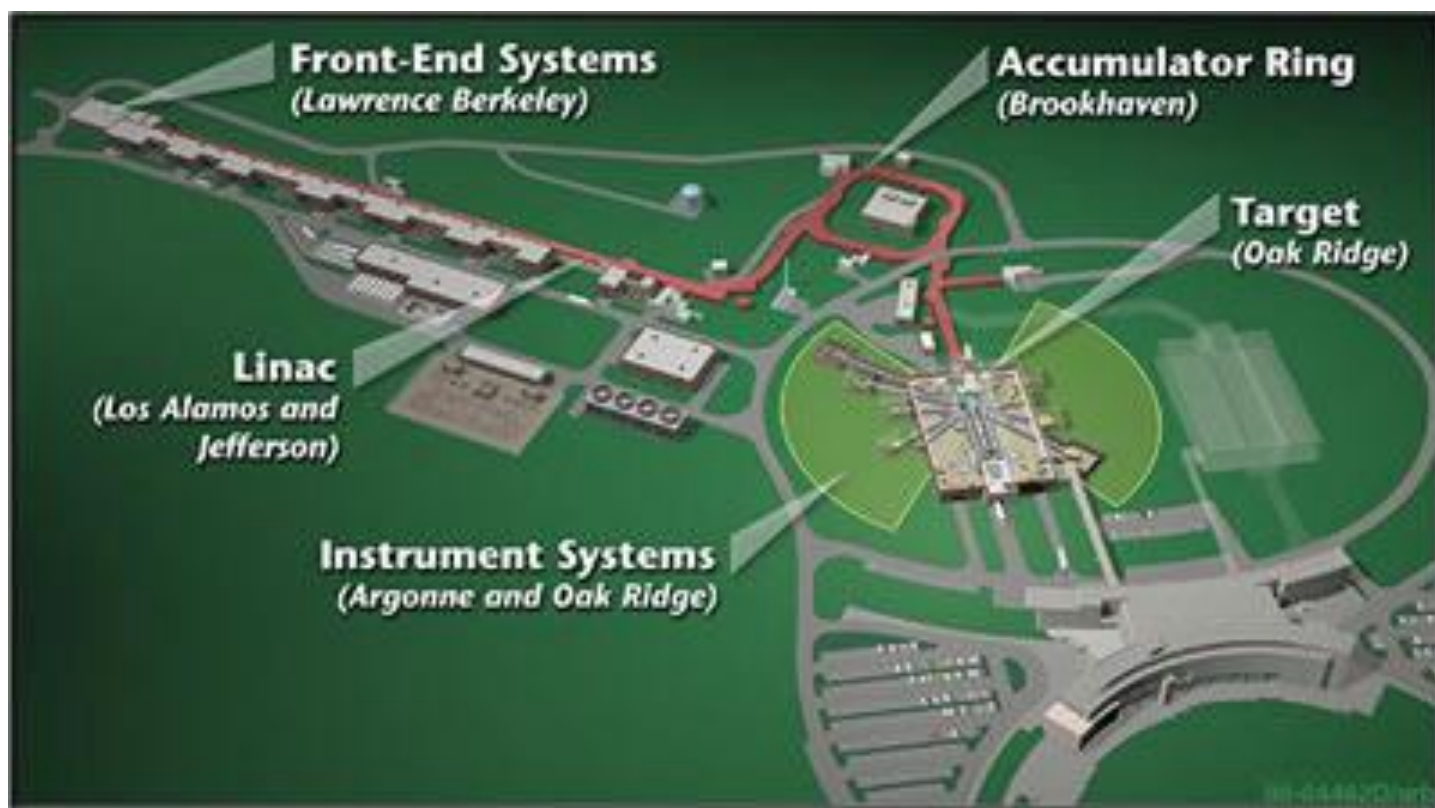 Front-End Systems
(Lawrence Berkeley)
Accumulator Ring
(Brookhaven)
Target
(Oak Ridge)
Linac
(Los Alamos and
Jefferson)
Instrument Systems
(Argonne and Oak Ridge)